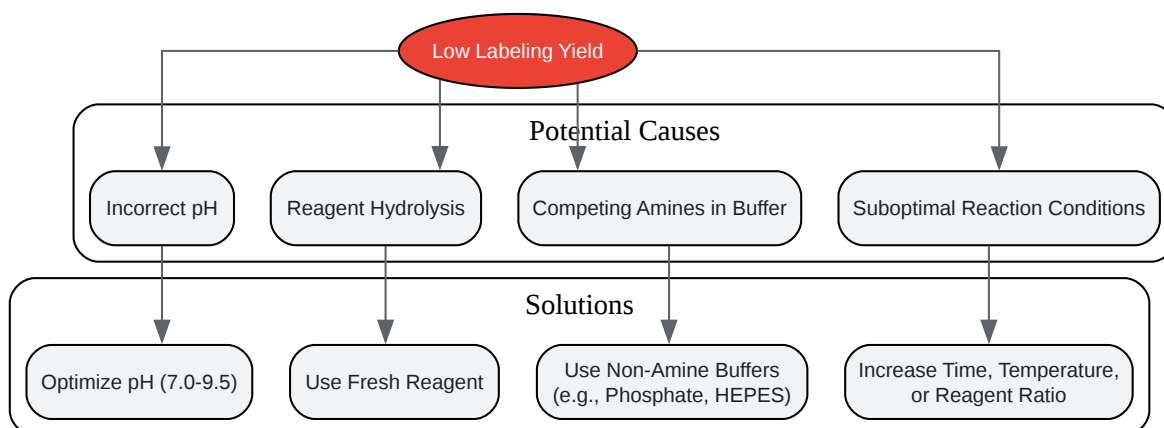 Low Labeling Yield
Potential Causes
Incorrect pH
Reagent Hydrolysis
Competing Amines in Buffer
Suboptimal Reaction Conditions
Solutions
Optimize pH (7.0-9.5)
Use Fresh Reagent
Use Non-Amine Buffers
(e.g., Phosphate, HEPES)
Increase Time, Temperature,
or Reagent Ratio